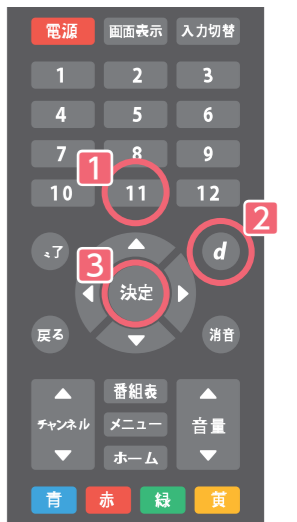 電源 画面表示 入力切替
1 2 3
4 5 6
7 8 9
1
10 11 12
2
d
3
決定
戻る 消音
番組表
チャンネル メニュー 音量
ホーム
青 赤 緑 黄